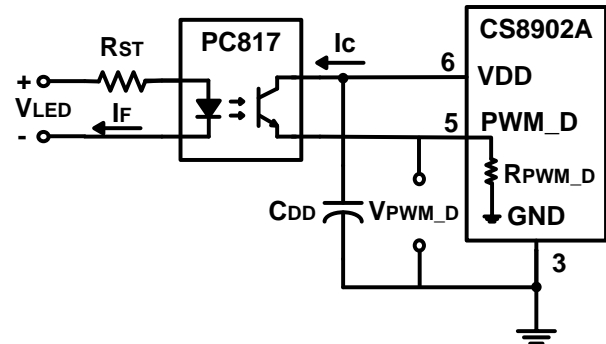 RST
PC817
IC
CS8902A
+
VLED
-
IF
6
VDD
5
PWM_D
RPWM_D
CDD
VPWM_D
GND
3